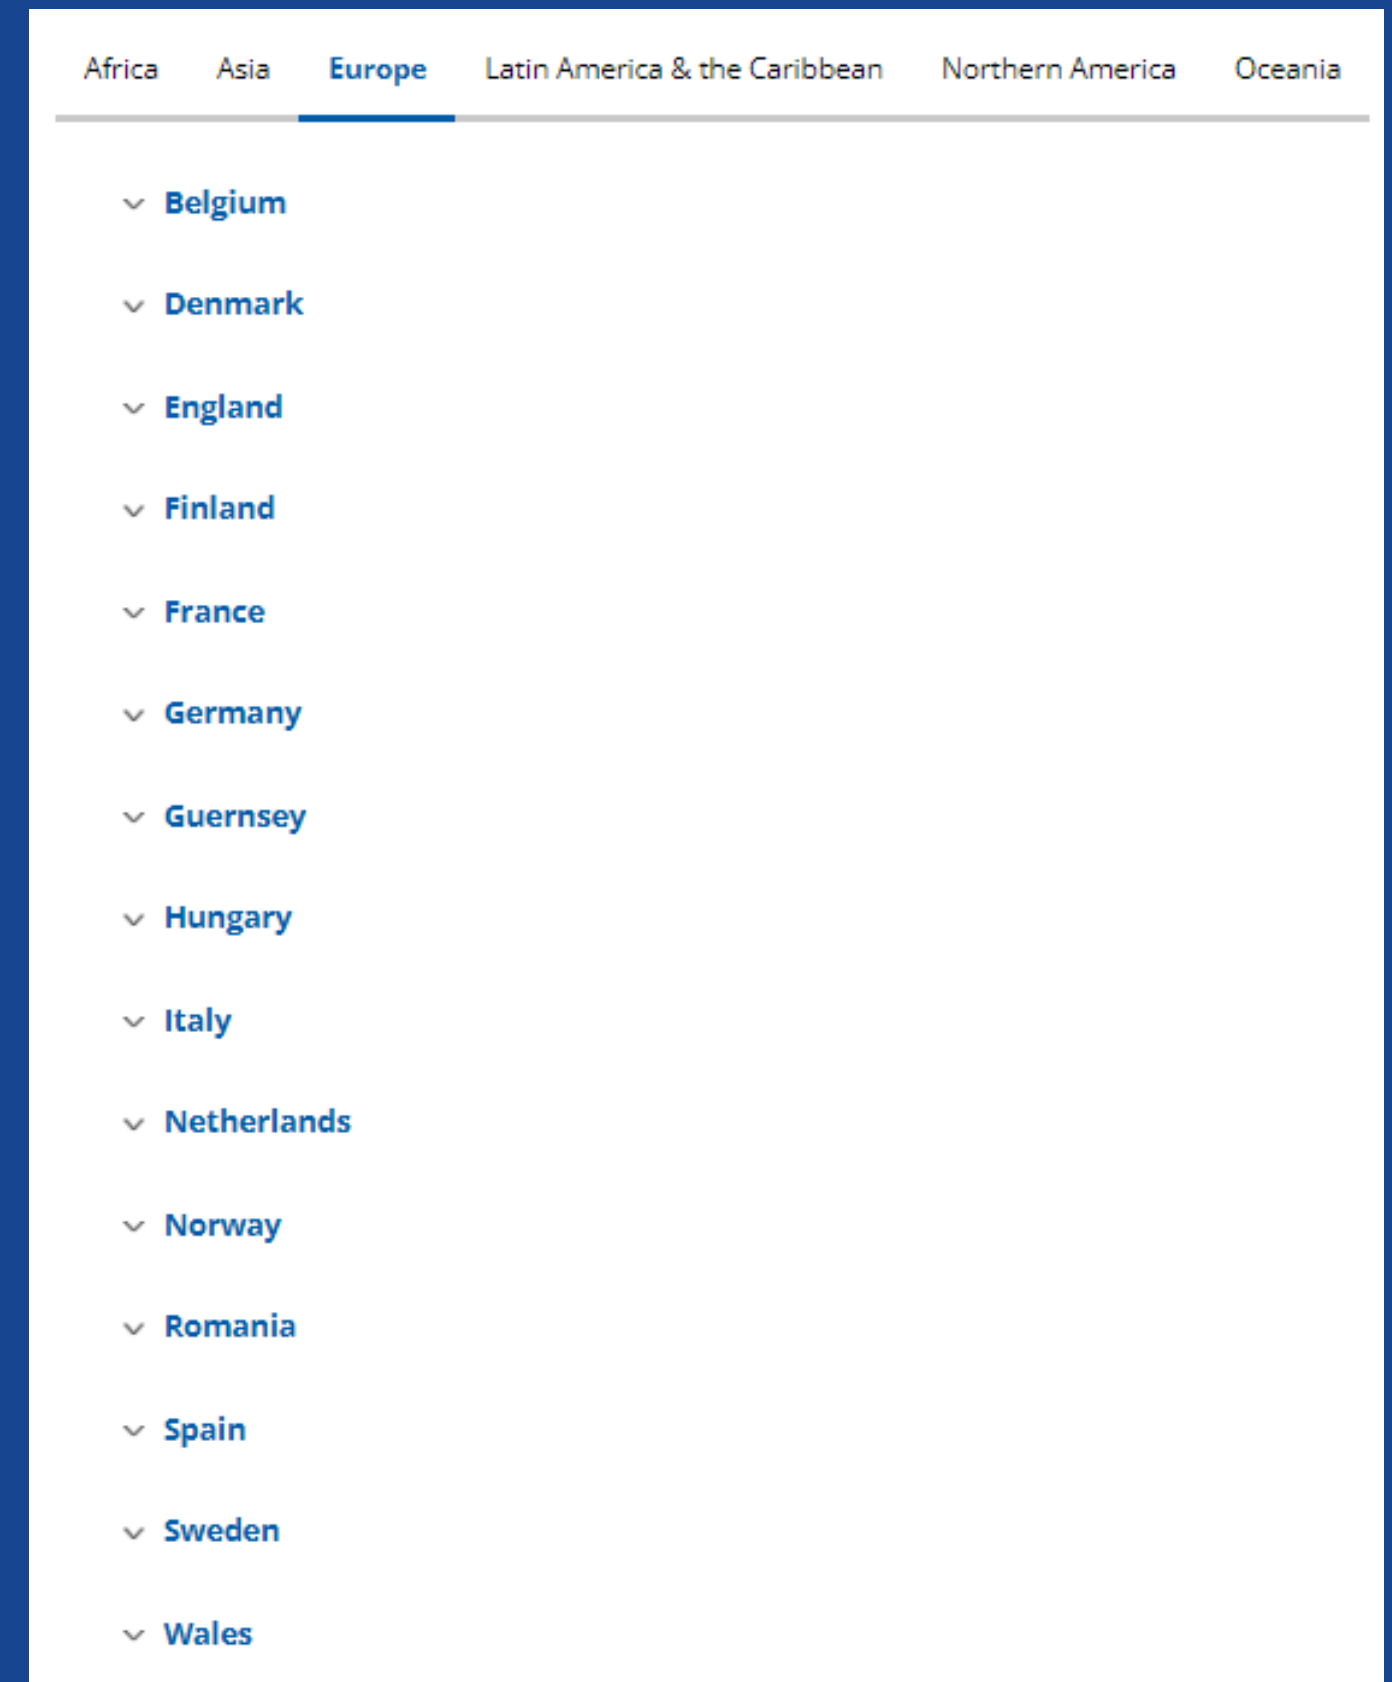 Africa Asia Europe Latin America & the Caribbean Northern America Oceania
Belgium
Denmark
England
Finland
France
Germany
Guernsey
Hungary
Italy
Netherlands
Norway
Romania
Spain
Sweden
Wales